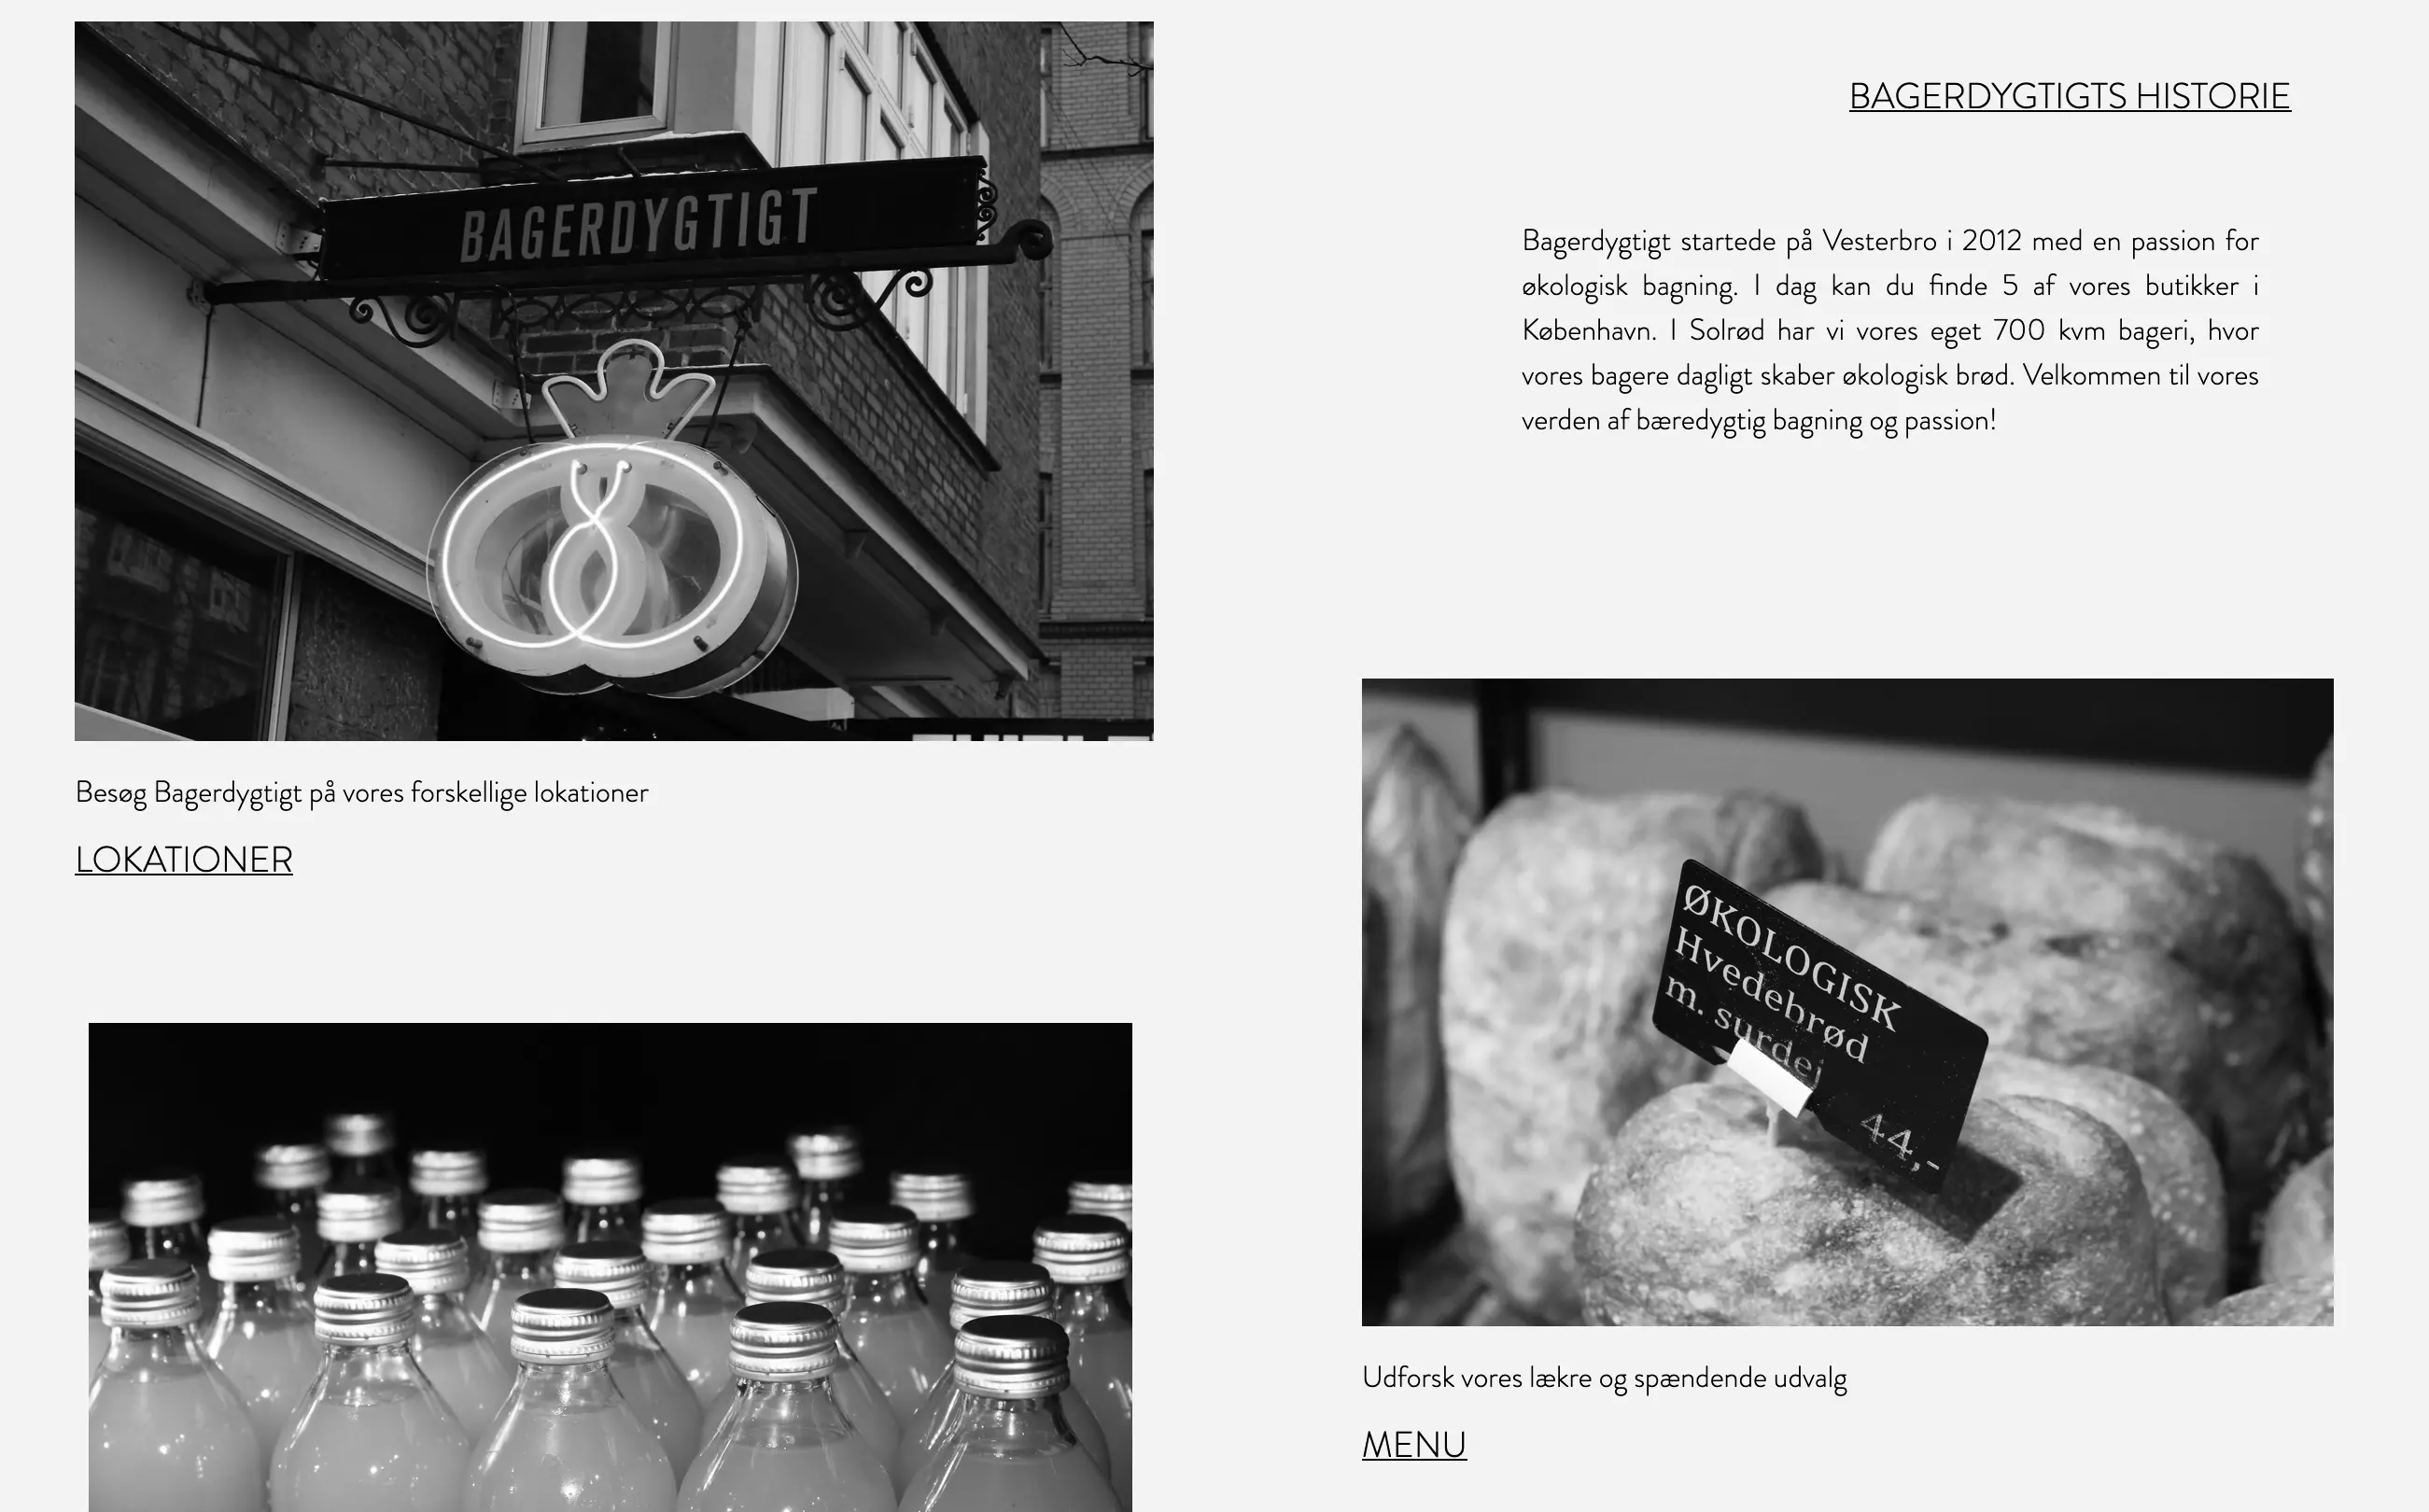 BAGERDYGTIGT
BAGERDYGTIGTS HISTORIE
Bagerdygtigt startede på Vesterbro i 2012 med en passion for
økologisk bagning. I dag kan du finde 5 af vores butikker i
København. I Solrød har vi vores eget 700 kvm bageri, hvor
vores bagere dagligt skaber økologisk brød. Velkommen til vores
verden af bæredygtig bagning og passion!
Besøg Bagerdygtigt på vores forskellige lokationer
LOKATIONER
ØKOLOGISK
Hvedebrød
m. surdej
44,-
Udforsk vores lækre og spændende udvalg
MENU